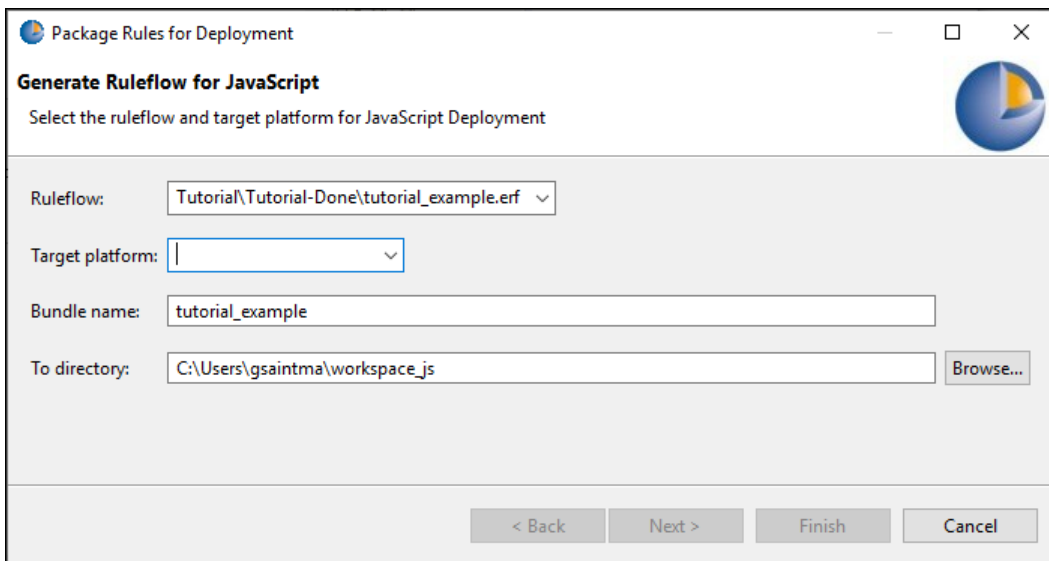 Package Rules for Deployment
Generate Ruleflow for JavaScript
Select the ruleflow and target platform for JavaScript Deployment
Ruleflow: Tutorial\Tutorial-Done\tutorial_example.erf
Target platform:
Bundle name: tutorial_example
To directory: C:\Users\gsaintma\workspace_js Browse...
< Back Next > Finish Cancel